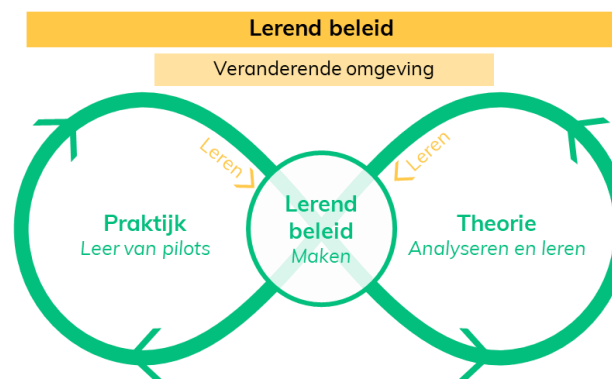 Lerend beleid
Veranderende omgeving
Leren
Leren
Praktijk
Leer van pilots
Lerend
beleid
Maken
Theorie
Analyseren en leren